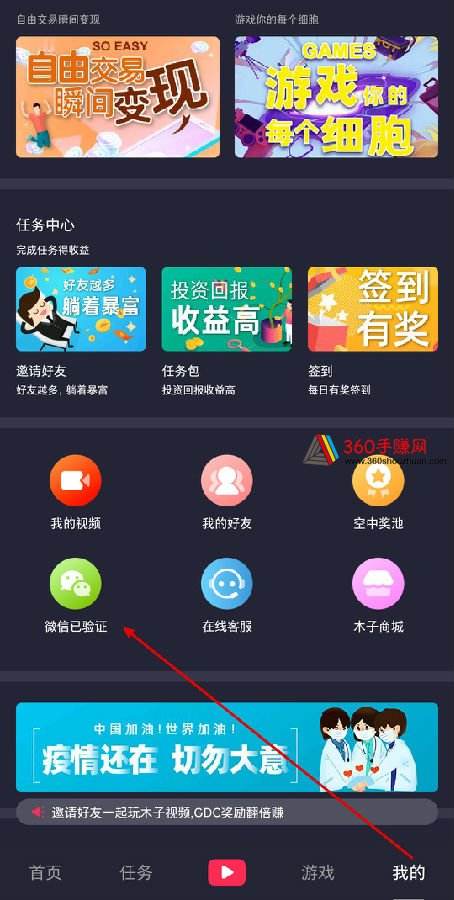 自由交易瞬间变现
游戏你的每个细胞
SO EASY
自由交易
瞬间变现
GAMES
游戏你的
每个细胞
任务中心
完成任务得收益
好友越多
躺着暴富
投资回报
收益高
签到
有奖
邀请好友
任务包
签到
好友越多, 躺着暴富
投资回报收益高
每日有奖签到
360手赚网
www.360shouzhuan.com
我的视频
我的好友
空中奖池
微信已验证
在线客服
木子商城
中国加油!世界加油!
疫情还在 切勿大意
邀请好友一起玩木子视频,GDC奖励翻倍赚
首页
任务
游戏
我的